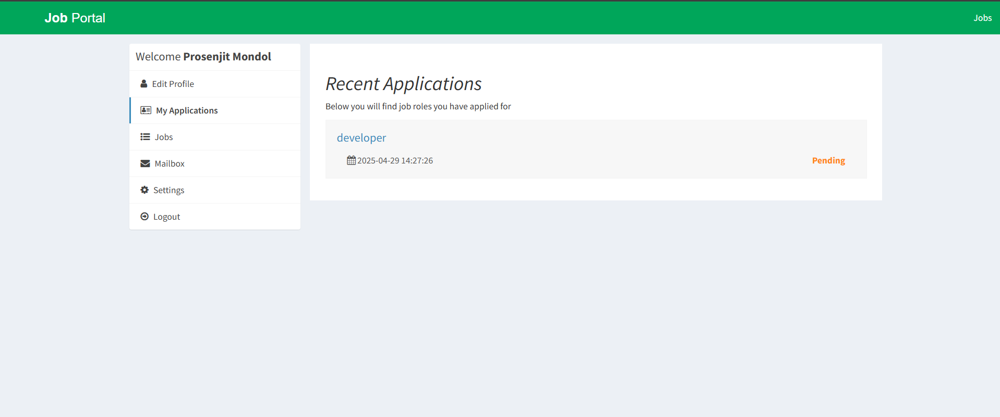 Job Portal
Jobs
Welcome Prosenjit Mondol
Edit Profile
My Applications
Jobs
Mailbox
Settings
Logout
Recent Applications
Below you will find job roles you have applied for
developer
2025-04-29 14:27:26
Pending